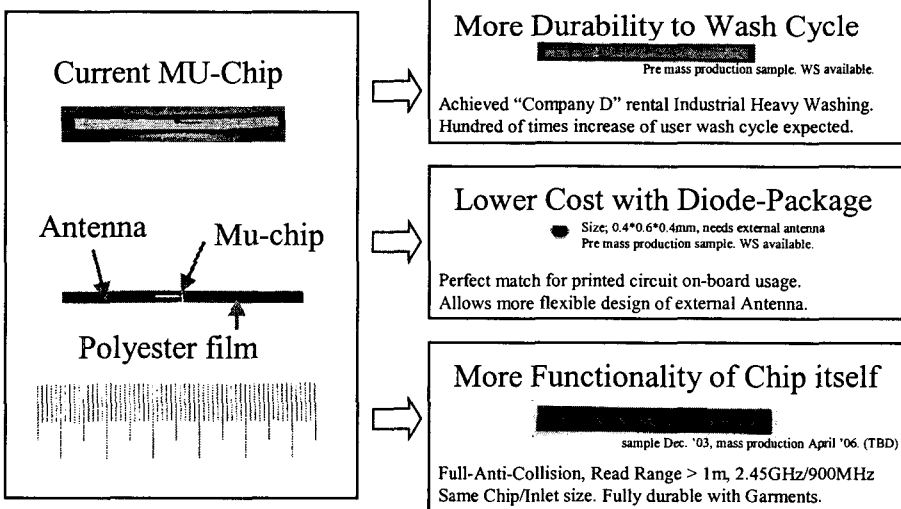 Current MU-Chip
Antenna
Mu-chip
Polyester film
More Durability to Wash Cycle
Pre mass production sample. WS available.
Achieved “Company D” rental Industrial Heavy Washing.
Hundred of times increase of user wash cycle expected.
Lower Cost with Diode-Package
Size; 0.4*0.6*0.4mm, needs external antenna
Pre mass production sample. WS available.
Perfect match for printed circuit on-board usage.
Allows more flexible design of external Antenna.
More Functionality of Chip itself
sample Dec. '03, mass production April '06. (TBD)
Full-Anti-Collision, Read Range > 1m, 2.45GHz/900MHz
Same Chip/Inlet size. Fully durable with Garments.